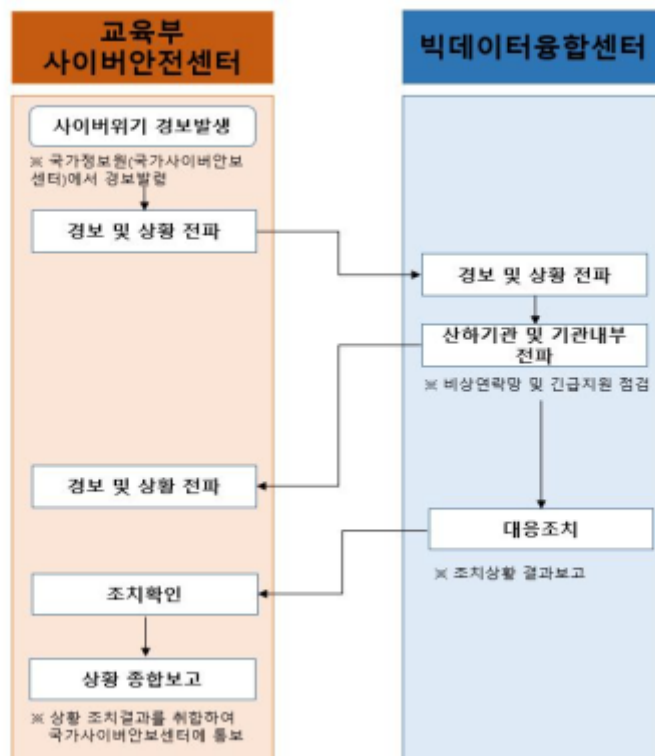 교육부
사이버안전센터
빅데이터융합센터
사이버위기 경보발생
※ 국가정보원(국가사이버안보
센터)에서 경보발령
경보 및 상황 전파
경보 및 상황 전파
산하기관 및 기관내부
전파
※ 비상연락망 및 긴급지원 점검
경보 및 상황 전파
대응조치
※ 조치상황 결과보고
조치확인
상황 종합보고
※ 상황 조치결과를 취합하여
국가사이버안보센터에 통보